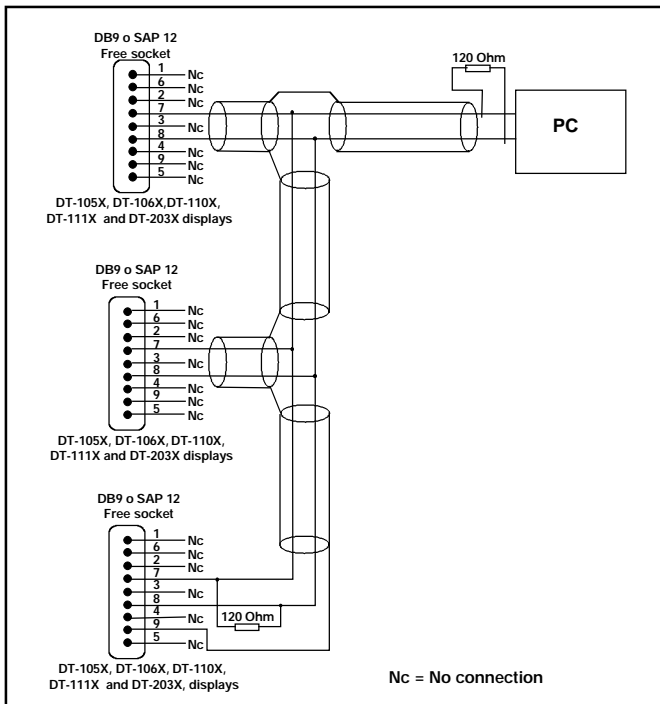 DB9 o SAP 12
Free socket
1 Nc
6 Nc
2 Nc
7
3 Nc
8
4 Nc
9 Nc
5 Nc
DT-105X, DT-106X,DT-110X,
DT-111X and DT-203X displays
120 Ohm
PC
DB9 o SAP 12
Free socket
1 Nc
6 Nc
2 Nc
7
3 Nc
8
4 Nc
9 Nc
5 Nc
DT-105X, DT-106X, DT-110X,
DT-111X and DT-203X displays
DB9 o SAP 12
Free socket
1 Nc
6 Nc
2 Nc
7
3 Nc
8
4 Nc
9
5 Nc
120 Ohm
DT-105X, DT-106X, DT-110X,
DT-111X and DT-203X, displays
Nc = No connection